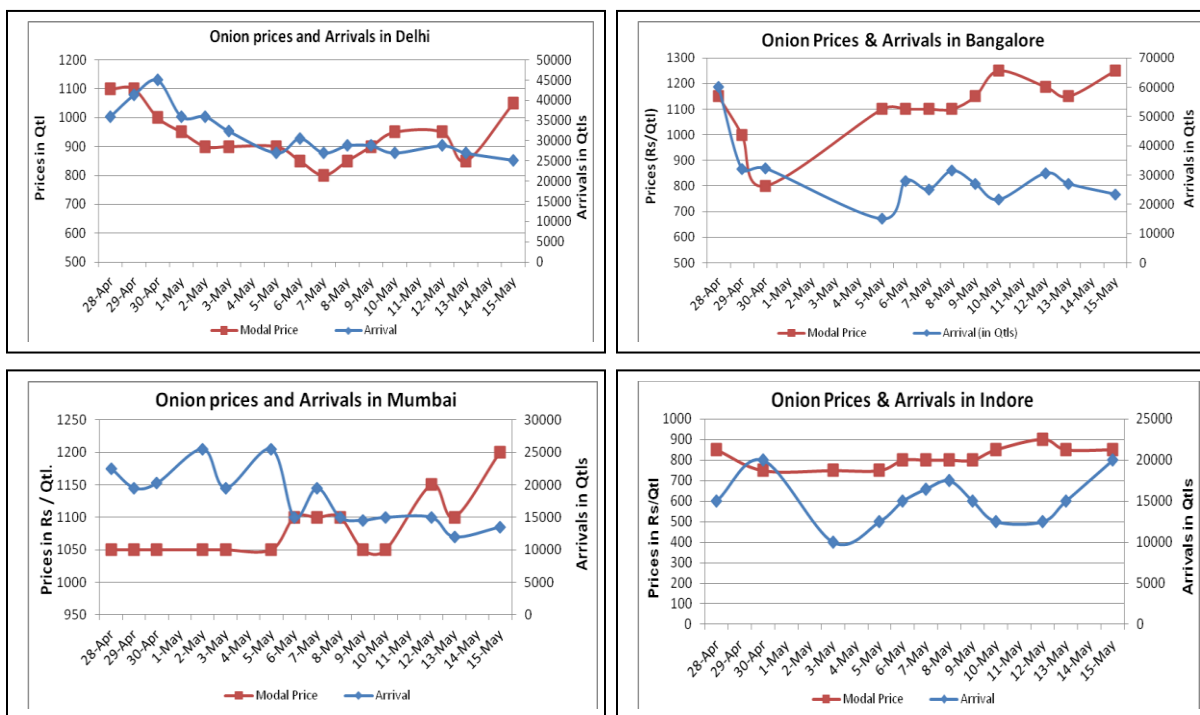 Onion prices and Arrivals in Delhi
Prices in Qtl
1200
1100
1000
900
800
700
600
500
50000
45000
40000
35000
30000
25000
20000
15000
10000
5000
0
Arrivals in Qtls
28-Apr
29-Apr
30-Apr
1-May
2-May
3-May
4-May
5-May
6-May
7-May
8-May
9-May
10-May
11-May
12-May
13-May
14-May
15-May
Modal Price
Arrival
Onion Prices & Arrivals in Bangalore
Prices (Rs/Qtl)
1300
1200
1100
1000
900
800
700
600
500
70000
60000
50000
40000
30000
20000
10000
0
Arrivals in Qtls
28-Apr
29-Apr
30-Apr
1-May
2-May
3-May
4-May
5-May
6-May
7-May
8-May
9-May
10-May
11-May
12-May
13-May
14-May
15-May
Modal Price
Arrival (in Qtls)
Onion prices and Arrivals in Mumbai
Prices in Rs / Qtl.
1250
1200
1150
1100
1050
1000
950
30000
25000
20000
15000
10000
5000
0
Arrivals in Qtls
28-Apr
29-Apr
30-Apr
1-May
2-May
3-May
4-May
5-May
6-May
7-May
8-May
9-May
10-May
11-May
12-May
13-May
14-May
15-May
Modal Price
Arrival
Onion Prices & Arrivals in Indore
Prices in Rs/Qtl
1000
900
800
700
600
500
400
300
200
100
0
25000
20000
15000
10000
5000
0
Arrivals in Qtls
28-Apr
29-Apr
30-Apr
1-May
2-May
3-May
4-May
5-May
6-May
7-May
8-May
9-May
10-May
11-May
12-May
13-May
14-May
15-May
Modal Price
Arrival